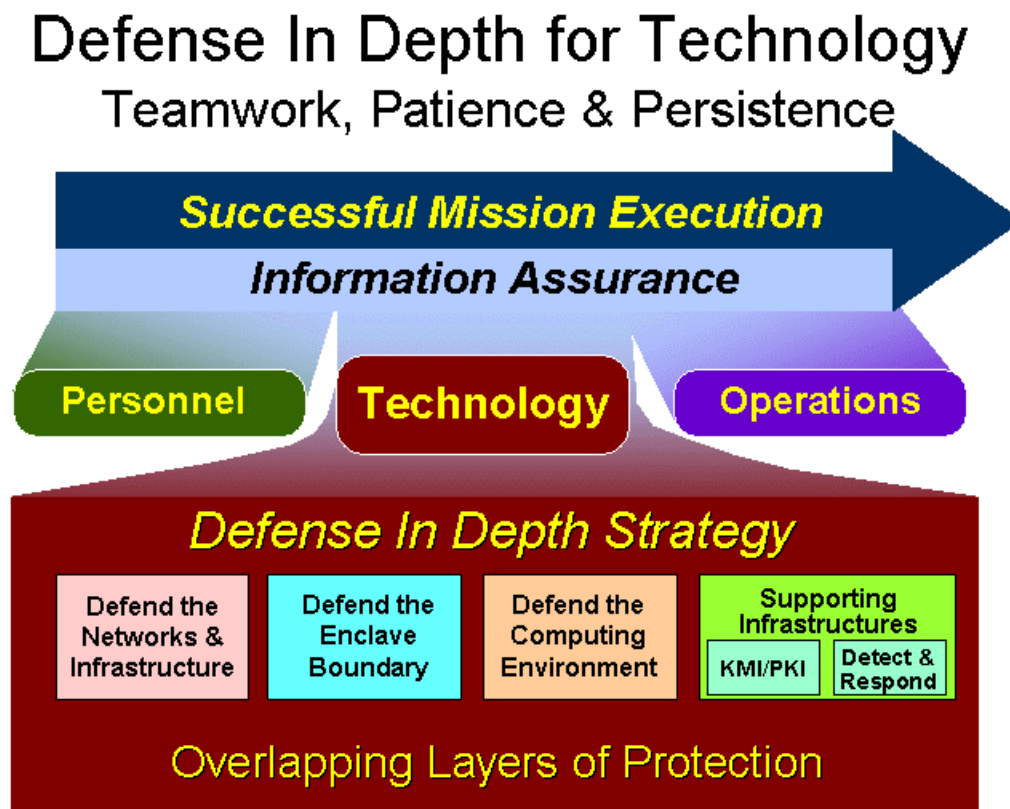 Defense In Depth for Technology
Teamwork, Patience & Persistence
Successful Mission Execution
Information Assurance
Personnel
Technology
Operations
Defense In Depth Strategy
Defend the
Networks &
Infrastructure
Defend the
Enclave
Boundary
Defend the
Computing
Environment
Supporting
Infrastructures
KMI/PKI
Detect &
Respond
Overlapping Layers of Protection